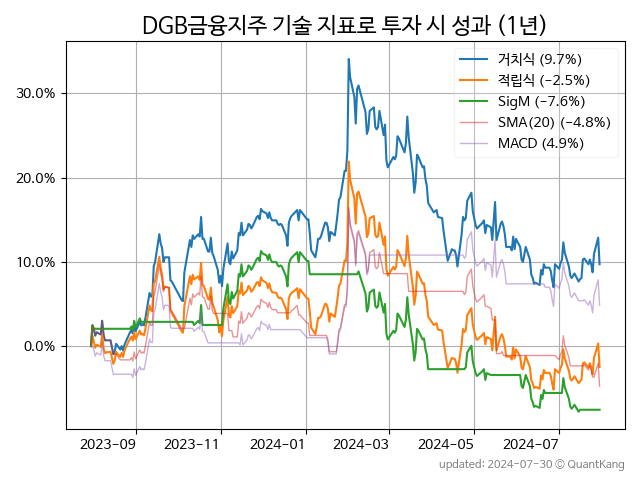 DGB금융지주 기술 지표로 투자 시 성과 (1년)
거치식 (9.7%)
적립식 (−2.5%)
SigM (−7.6%)
SMA(20) (−4.8%)
MACD (4.9%)
30.0%
20.0%
10.0%
0.0%
2023-09 2023-11 2024-01 2024-03 2024-05 2024-07
updated: 2024-07-30 © QuantKang